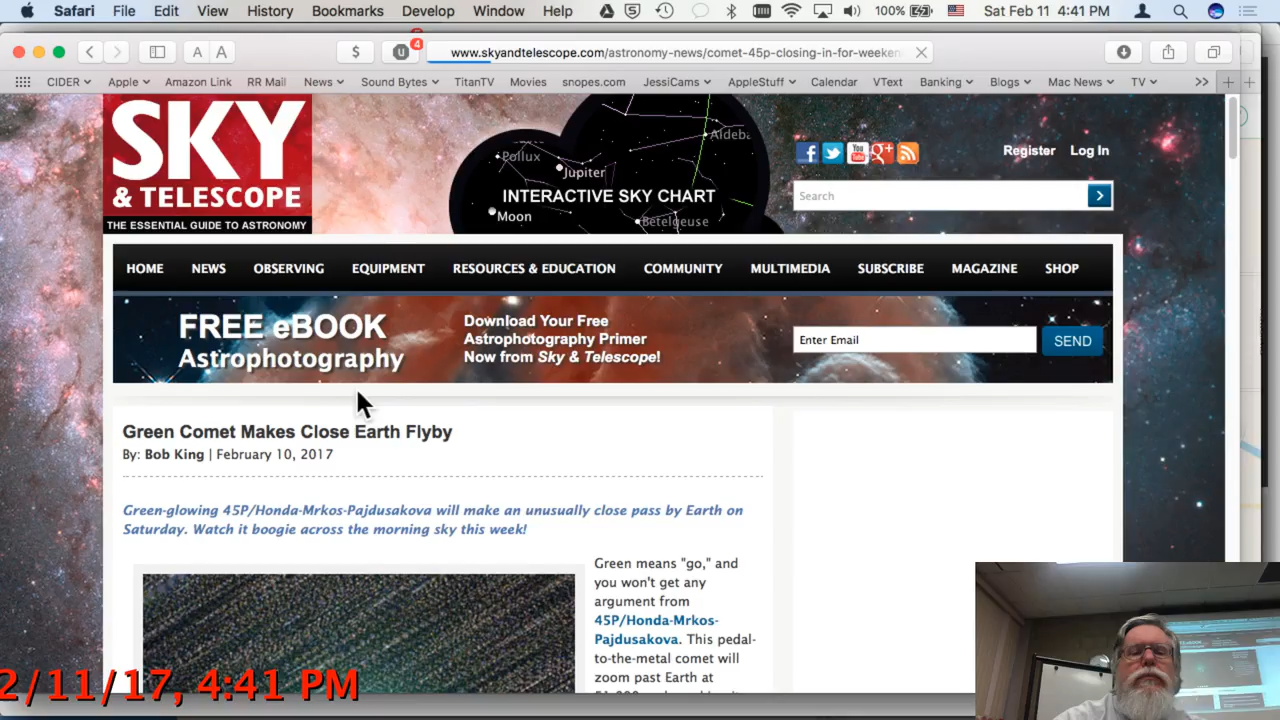 Safari File Edit View History Bookmarks Develop Window Help 100% Sat Feb 11 4:41 PM
A A $ u 4 www.skyandtelescope.com/astronomy-news/comet-45p-closing-in-for-weeken
CIDER Apple Amazon Link RR Mail News Sound Bytes TitanTV Movies snopes.com JessiCams AppleStuff Calendar VText Banking Blogs Mac News TV >>
SKY
& TELESCOPE
THE ESSENTIAL GUIDE TO ASTRONOMY
Aldeba
Pollux
Jupiter
INTERACTIVE SKY CHART
Moon
Betelgeuse
Register Log In
Search
HOME NEWS OBSERVING EQUIPMENT RESOURCES & EDUCATION COMMUNITY MULTIMEDIA SUBSCRIBE MAGAZINE SHOP
FREE eBOOK
Astrophotography
Download Your Free
Astrophotography Primer
Now from Sky & Telescope!
Enter Email
SEND
Green Comet Makes Close Earth Flyby
By: Bob King | February 10, 2017
Green-glowing 45P/Honda-Mrkos-Pajdusakova will make an unusually close pass by Earth on
Saturday. Watch it boogie across the morning sky this week!
Green means "go," and
you won't get any
argument from
45P/Honda-Mrkos-
Pajdusakova. This pedal-
to-the-metal comet will
zoom past Earth at
2/11/17, 4:41 PM